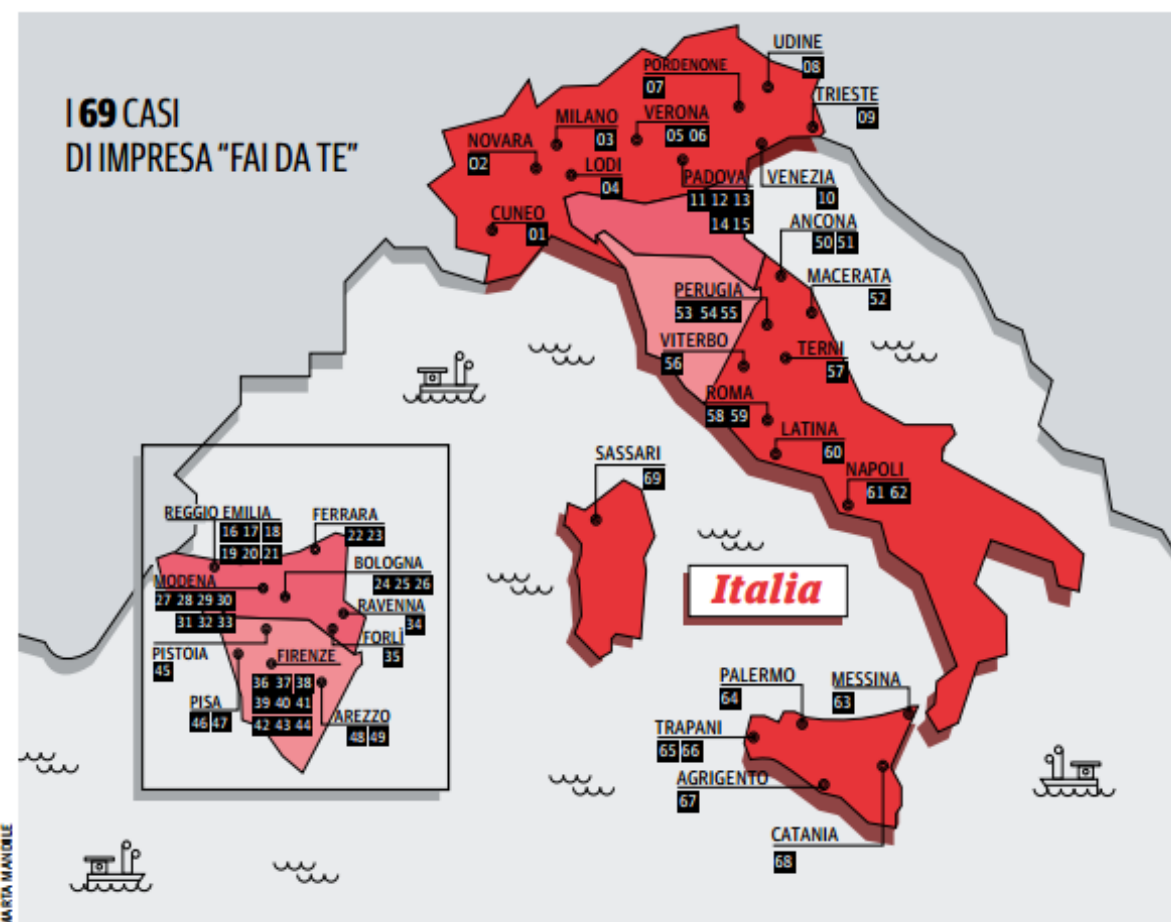 I 69 CASI
DI IMPRESA "FAI DA TE"
UDINE
08
PORDENONE
07
TRIESTE
09
MILANO
03
VERONA
05 06
NOVARA
02
LODI
04
PADOVA
11 12 13
14 15
VENEZIA
10
CUNEO
01
ANCONA
50 51
MACERATA
52
PERUGIA
53 54 55
VITERBO
56
TERNI
57
ROMA
58 59
LATINA
60
NAPOLI
61 62
SASSARI
69
Italia
REGGIO EMILIA
16 17 18
19 20 21
FERRARA
22 23
BOLOGNA
24 25 26
MODENA
27 28 29 30
31 32 33
RAVENNA
34
FORLÌ
35
PISTOIA
45
FIRENZE
36 37 38
39 40 41
42 43 44
PISA
46 47
AREZZO
48 49
PALERMO
64
MESSINA
63
TRAPANI
65 66
AGRIGENTO
67
CATANIA
68
MARTA MANDILE